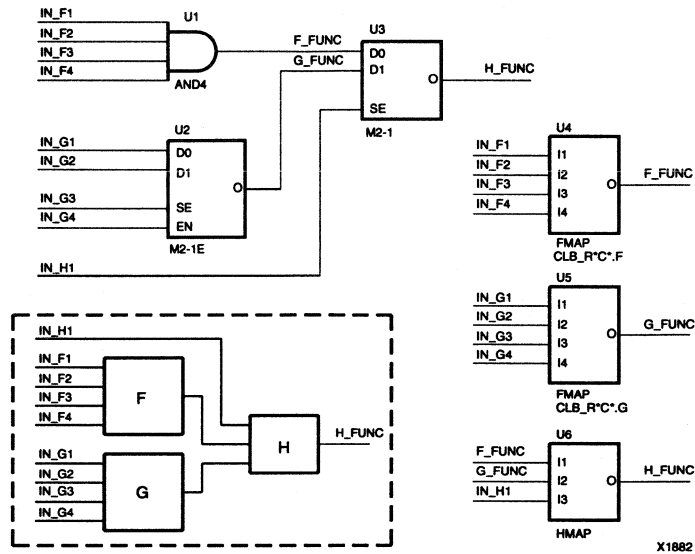 IN_F1
IN_F2
IN_F3
IN_F4
U1
AND4
F_FUNC
G_FUNC
U3
D0
D1
SE
O
M2-1
H_FUNC
IN_G1
IN_G2
IN_G3
IN_G4
U2
D0
D1
SE
EN
O
M2-1E
IN_H1
U4
IN_F1
IN_F2
IN_F3
IN_F4
I1
I2
I3
I4
O
F_FUNC
FMAP
CLB_R*C*.F
U5
IN_G1
IN_G2
IN_G3
IN_G4
I1
I2
I3
I4
O
G_FUNC
FMAP
CLB_R*C*.G
U6
F_FUNC
G_FUNC
IN_H1
I1
I2
I3
O
H_FUNC
HMAP
IN_H1
IN_F1
IN_F2
IN_F3
IN_F4
F
IN_G1
IN_G2
IN_G3
IN_G4
G
H
H_FUNC
X1882